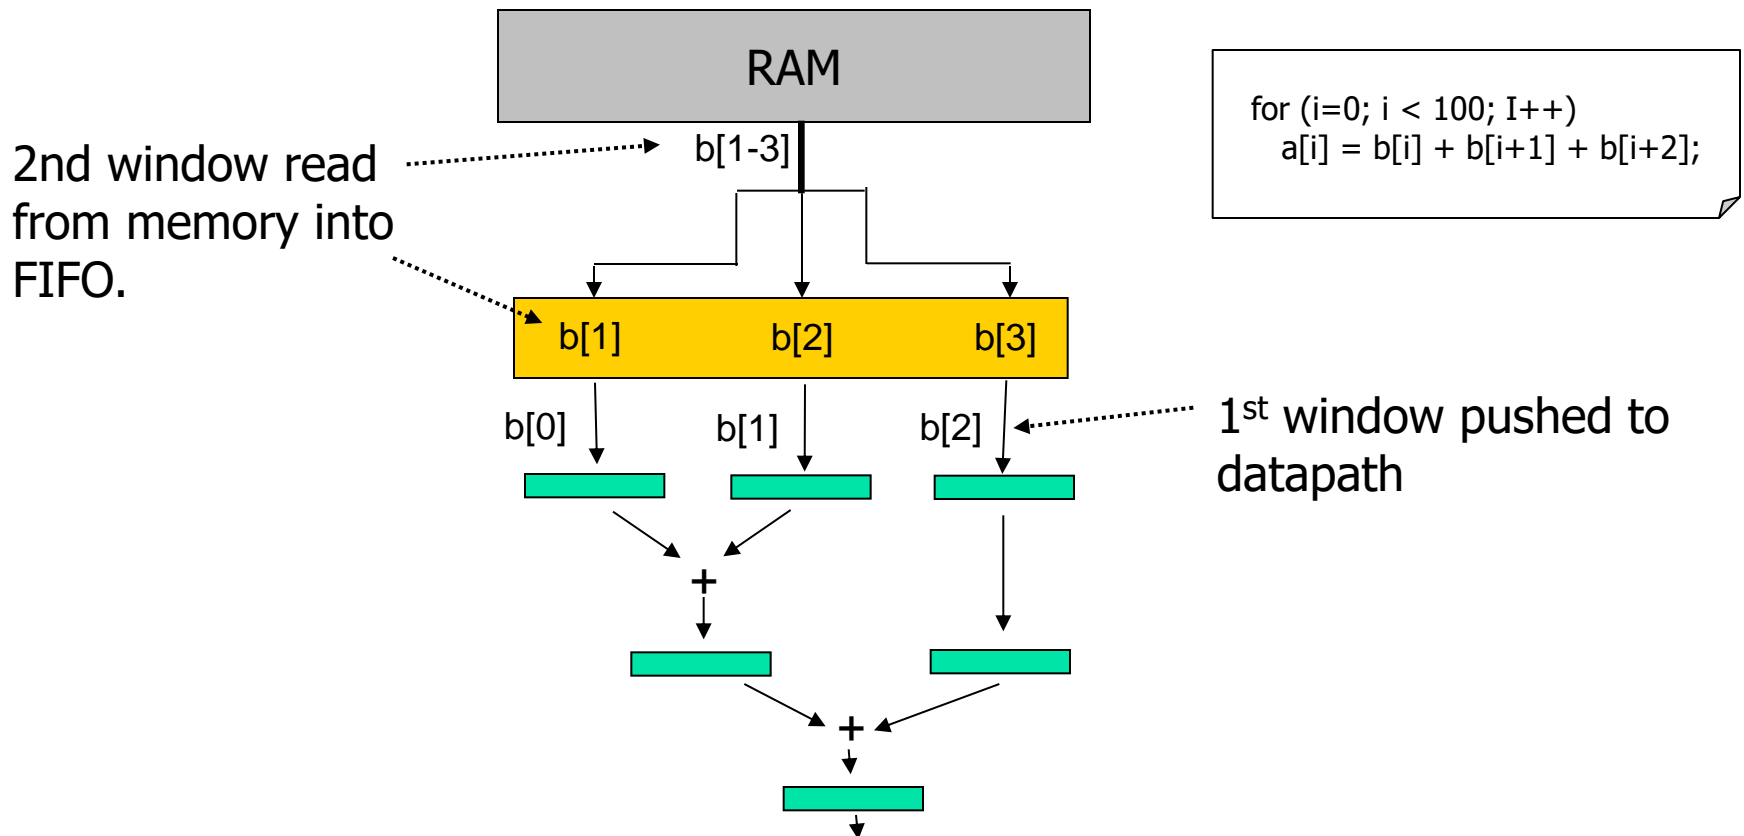 RAM
for (i=0; i < 100; I++)
a[i] = b[i] + b[i+1] + b[i+2];
b[1-3]
2nd window read
from memory into
FIFO.
b[1] b[2] b[3]
b[0] b[1] b[2]
1st window pushed to
datapath
+
+